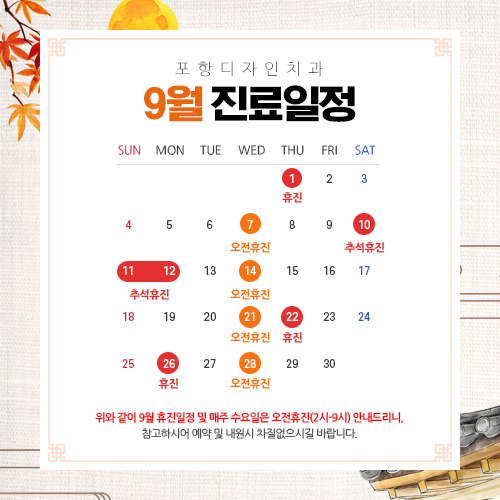 포항디자인치과
9월 진료일정
SUN MON TUE WED THU FRI SAT
1 2 3
휴진
4 5 6 7 8 9 10
오전휴진 추석휴진
11 12 13 14 15 16 17
추석휴진 오전휴진
18 19 20 21 22 23 24
오전휴진 휴진
25 26 27 28 29 30
휴진 오전휴진
위와 같이 9월 휴진일정 및 매주 수요일은 오전휴진(2시-9시) 안내드리니,
참고하시어 예약 및 내원시 차질없으시길 바랍니다.